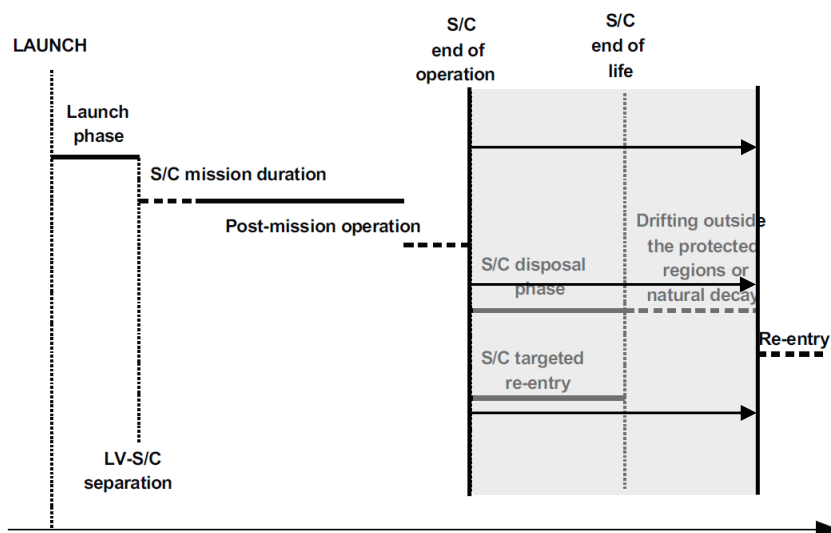 LAUNCH
S/C
end of
operation
S/C
end of
life
Launch
phase
S/C mission duration
Post-mission operation
Drifting outside
the protected
regions or
natural decay
S/C disposal
phase
Re-entry
S/C targeted
re-entry
LV-S/C
separation